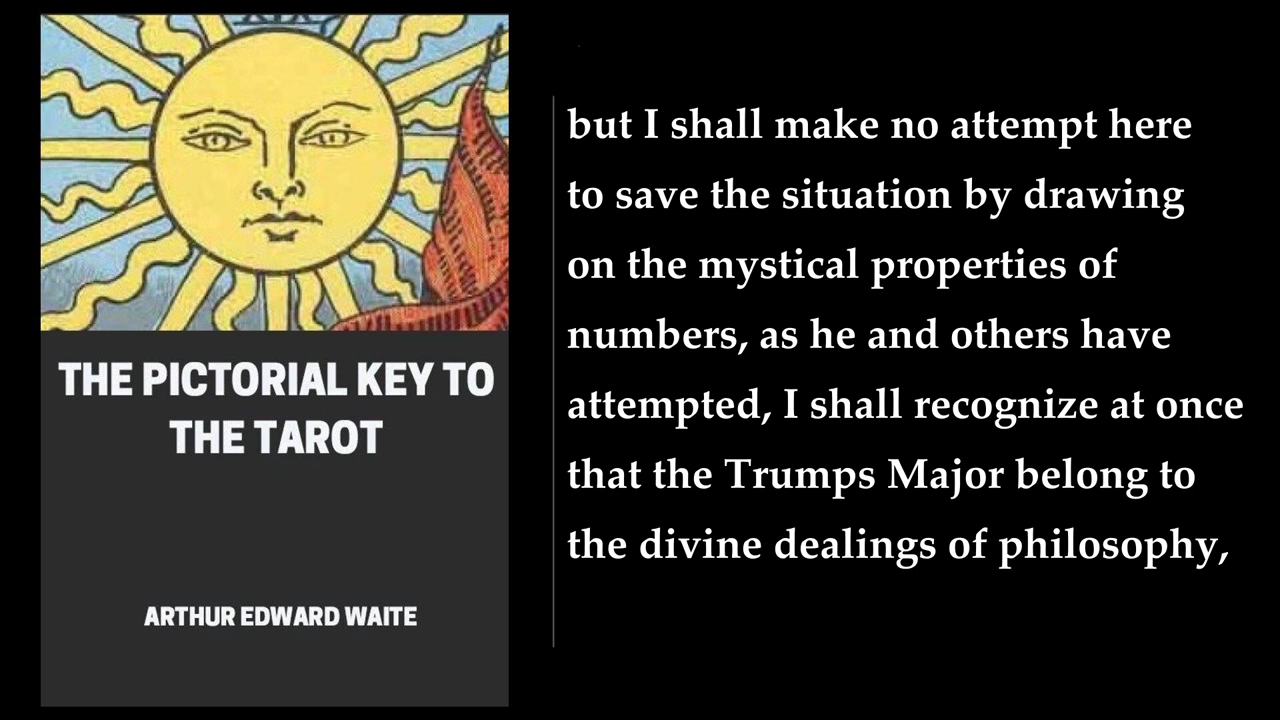 XIX
THE PICTORIAL KEY TO
THE TAROT
ARTHUR EDWARD WAITE
but I shall make no attempt here
to save the situation by drawing
on the mystical properties of
numbers, as he and others have
attempted, I shall recognize at once
that the Trumps Major belong to
the divine dealings of philosophy,